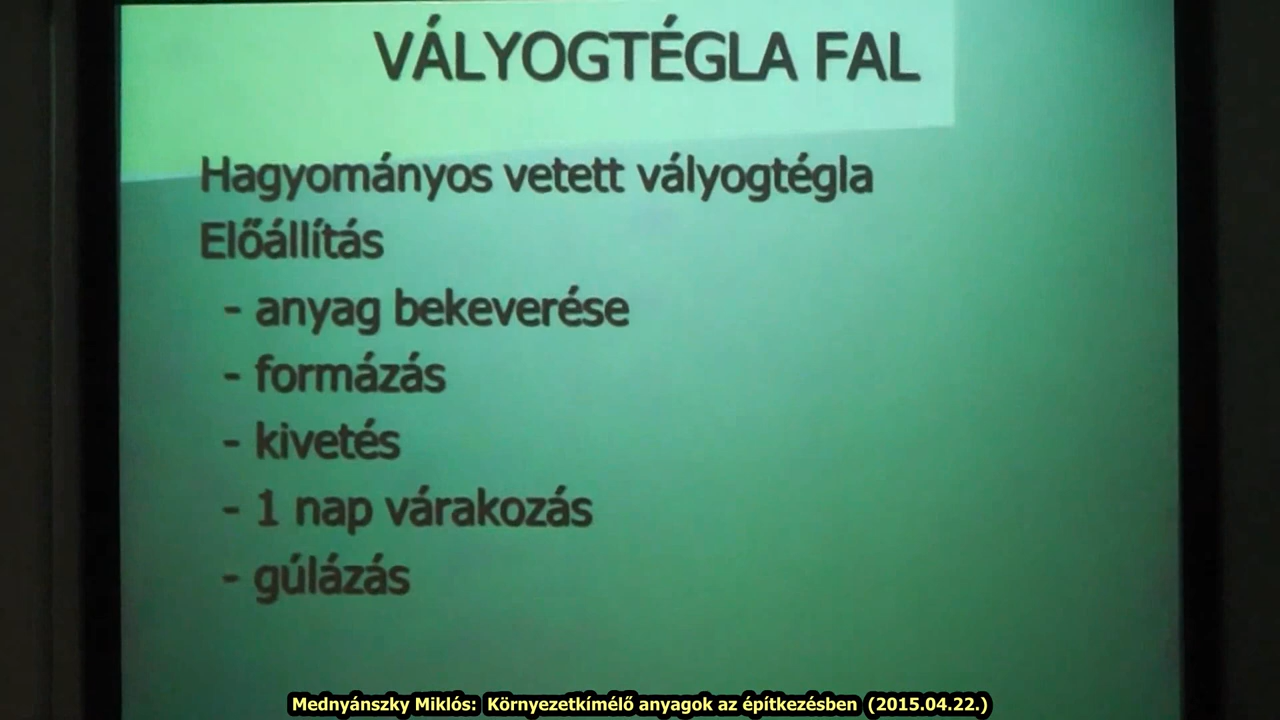 VÁLYOGTÉGLA FAL
Hagyományos vetett vályogtégla
Előállítás
- anyag bekeverése
- formázás
- kivetés
- 1 nap várakozás
- gúlázás
Mednyánszky Miklós: Környezetkímélő anyagok az építkezésben (2015.04.22.)